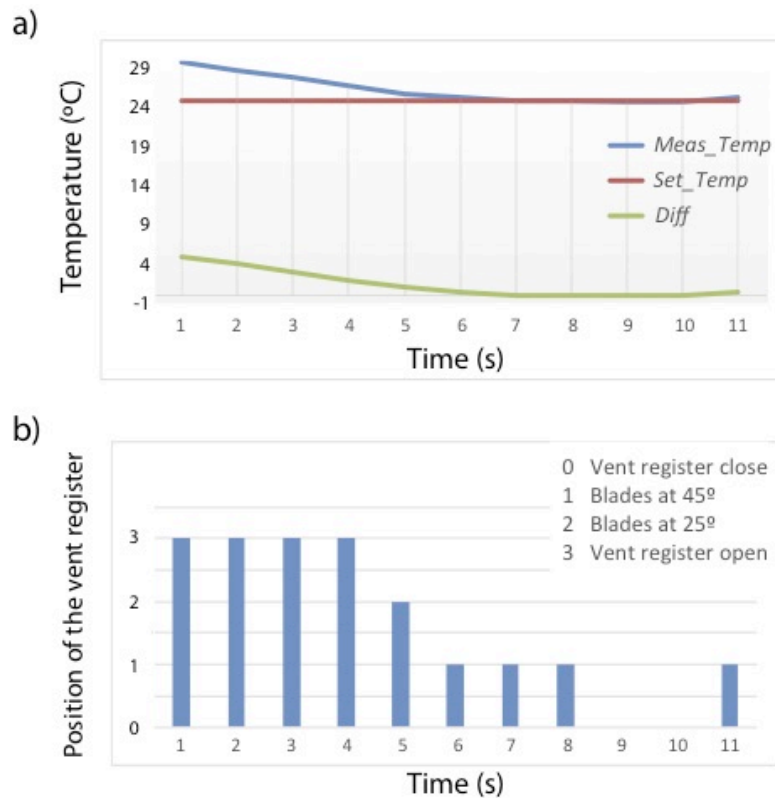 a)
Temperature (ºC)
29
24
19
14
9
4
-1
Meas_Temp
Set_Temp
Diff
1 2 3 4 5 6 7 8 9 10 11
Time (s)
b)
Position of the vent register
0 Vent register close
1 Blades at 45º
2 Blades at 25º
3 Vent register open
3
2
1
0
1 2 3 4 5 6 7 8 9 10 11
Time (s)